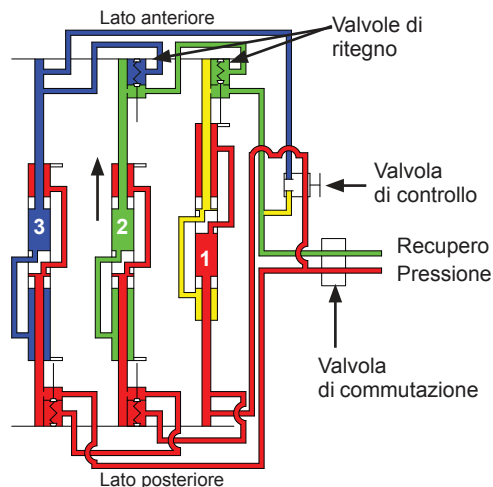 Lato anteriore
Valvole di
ritegno
Valvola
di controllo
3
2
1
Recupero
Pressione
Valvola
di commutazione
Lato posteriore